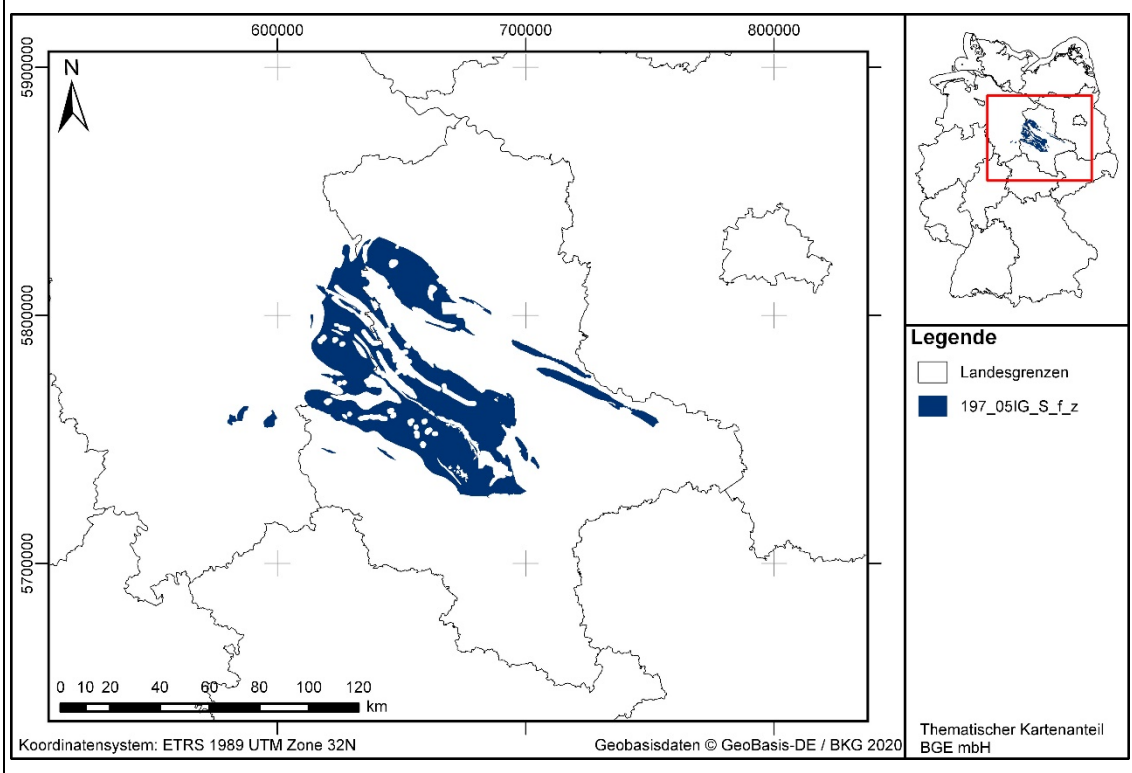 600000 700000 800000
5900000
5800000
5700000
N
0 10 20 40 60 80 100 120
km
Koordinatensystem: ETRS 1989 UTM Zone 32N
Geobasisdaten © GeoBasis-DE / BKG 2020
Legende
Landesgrenzen
197_05IG_S_f_z
Thematischer Kartenanteil
BGE mbH